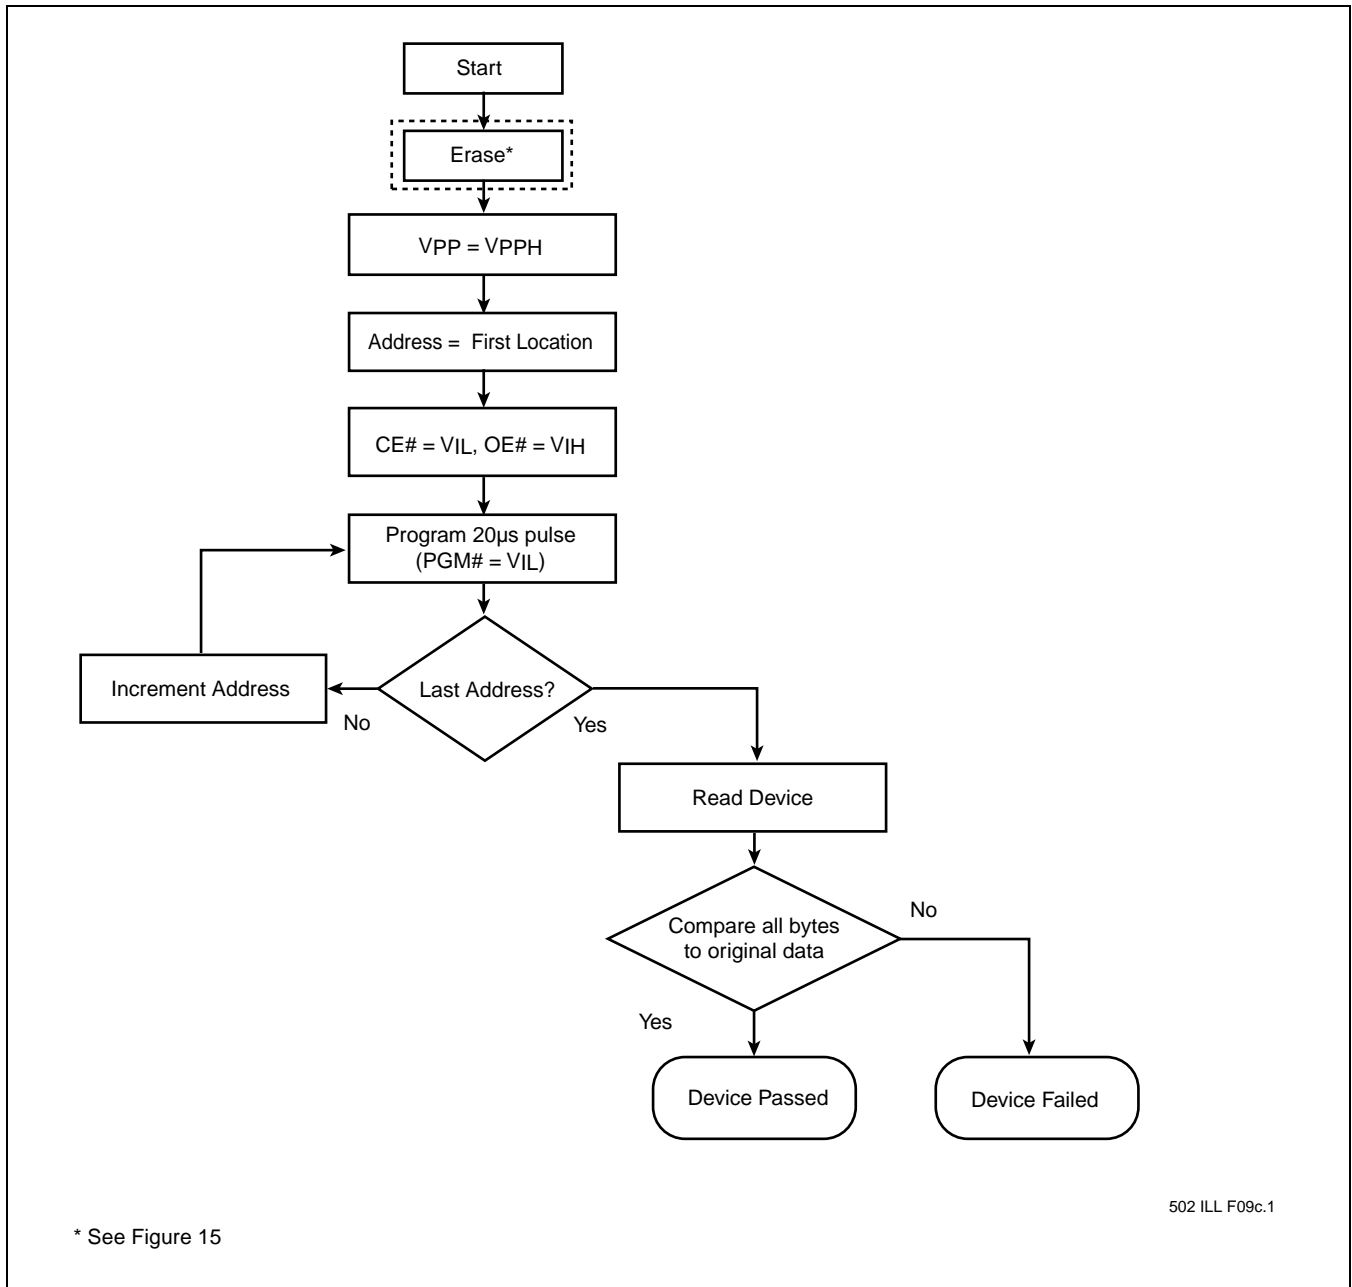 Start
Erase*
VPP = VPPH
Address = First Location
CE# = VIL, OE# = VIH
Program 20µs pulse
(PGM# = VIL)
Increment Address
Last Address?
No
Yes
Read Device
Compare all bytes
to original data
No
Yes
Device Passed
Device Failed
502 ILL F09c.1
* See Figure 15